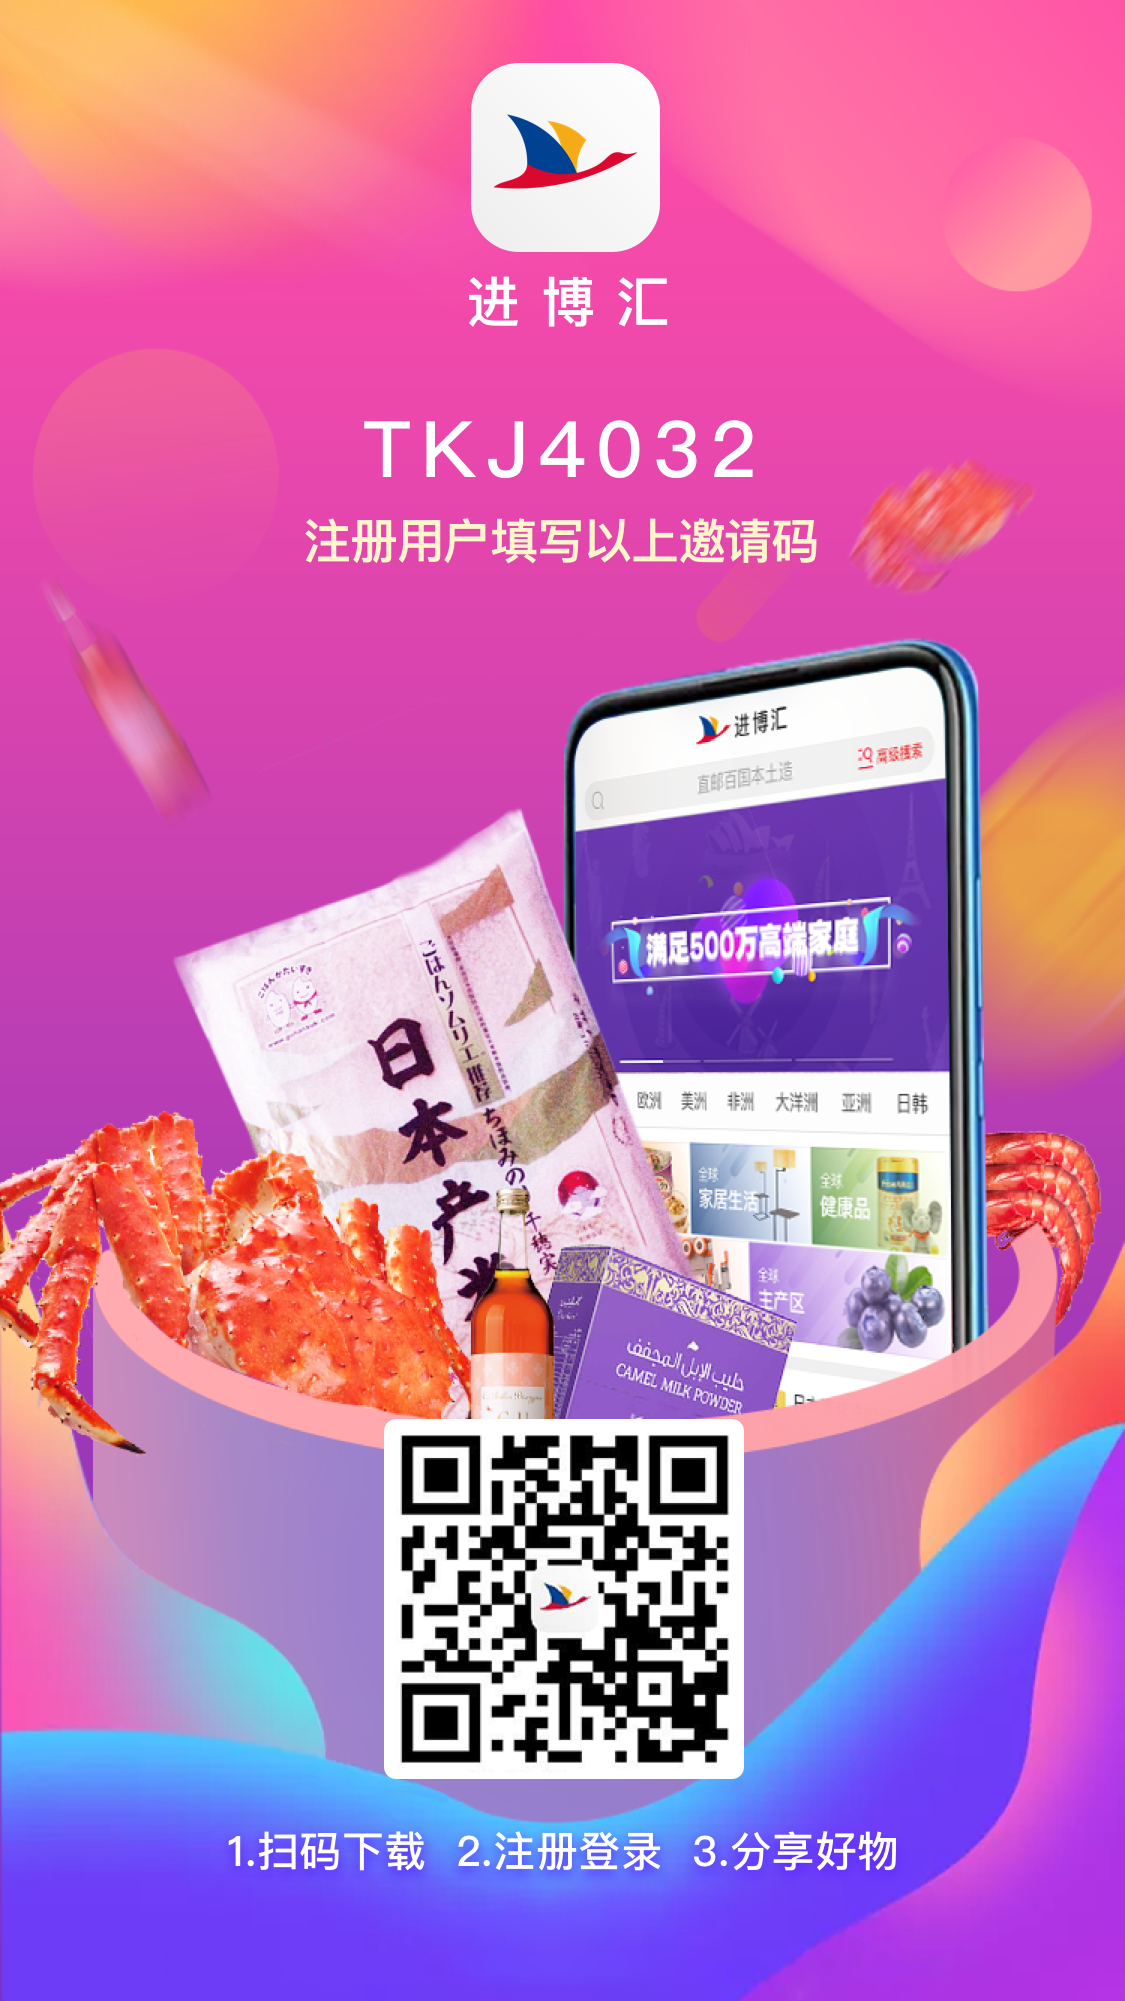 进博汇
TKJ4032
注册用户填写以上邀请码
进博汇
直邮百国本土造
高级搜索
满足500万高端家庭
欧洲 美洲 非洲 大洋洲 亚洲 日韩
全球
家居生活
全球
健康品
全球
主产区
ごはんソムリエ推薦
日本产
ちほみの
千穂実
حليب الإبل المجفف
CAMEL MILK POWDER
1.扫码下载 2.注册登录 3.分享好物